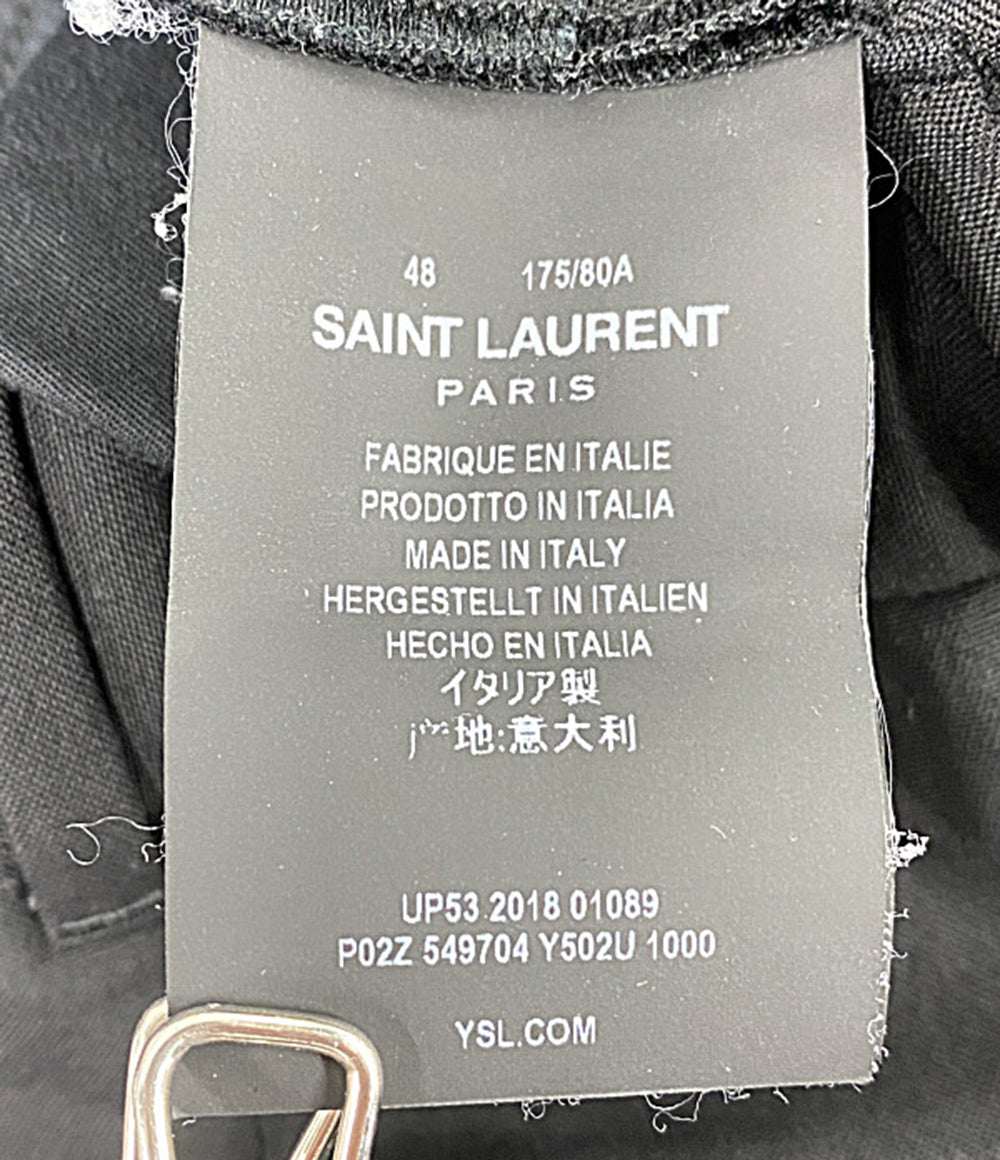 48 175/80A
SAINT LAURENT
PARIS
FABRIQUE EN ITALIE
PRODOTTO IN ITALIA
MADE IN ITALY
HERGESTELLT IN ITALIEN
HECHO EN ITALIA
イタリア製
地:意大利
UP53 2018 01089
P02Z 549704 Y502U 1000
YSL.COM